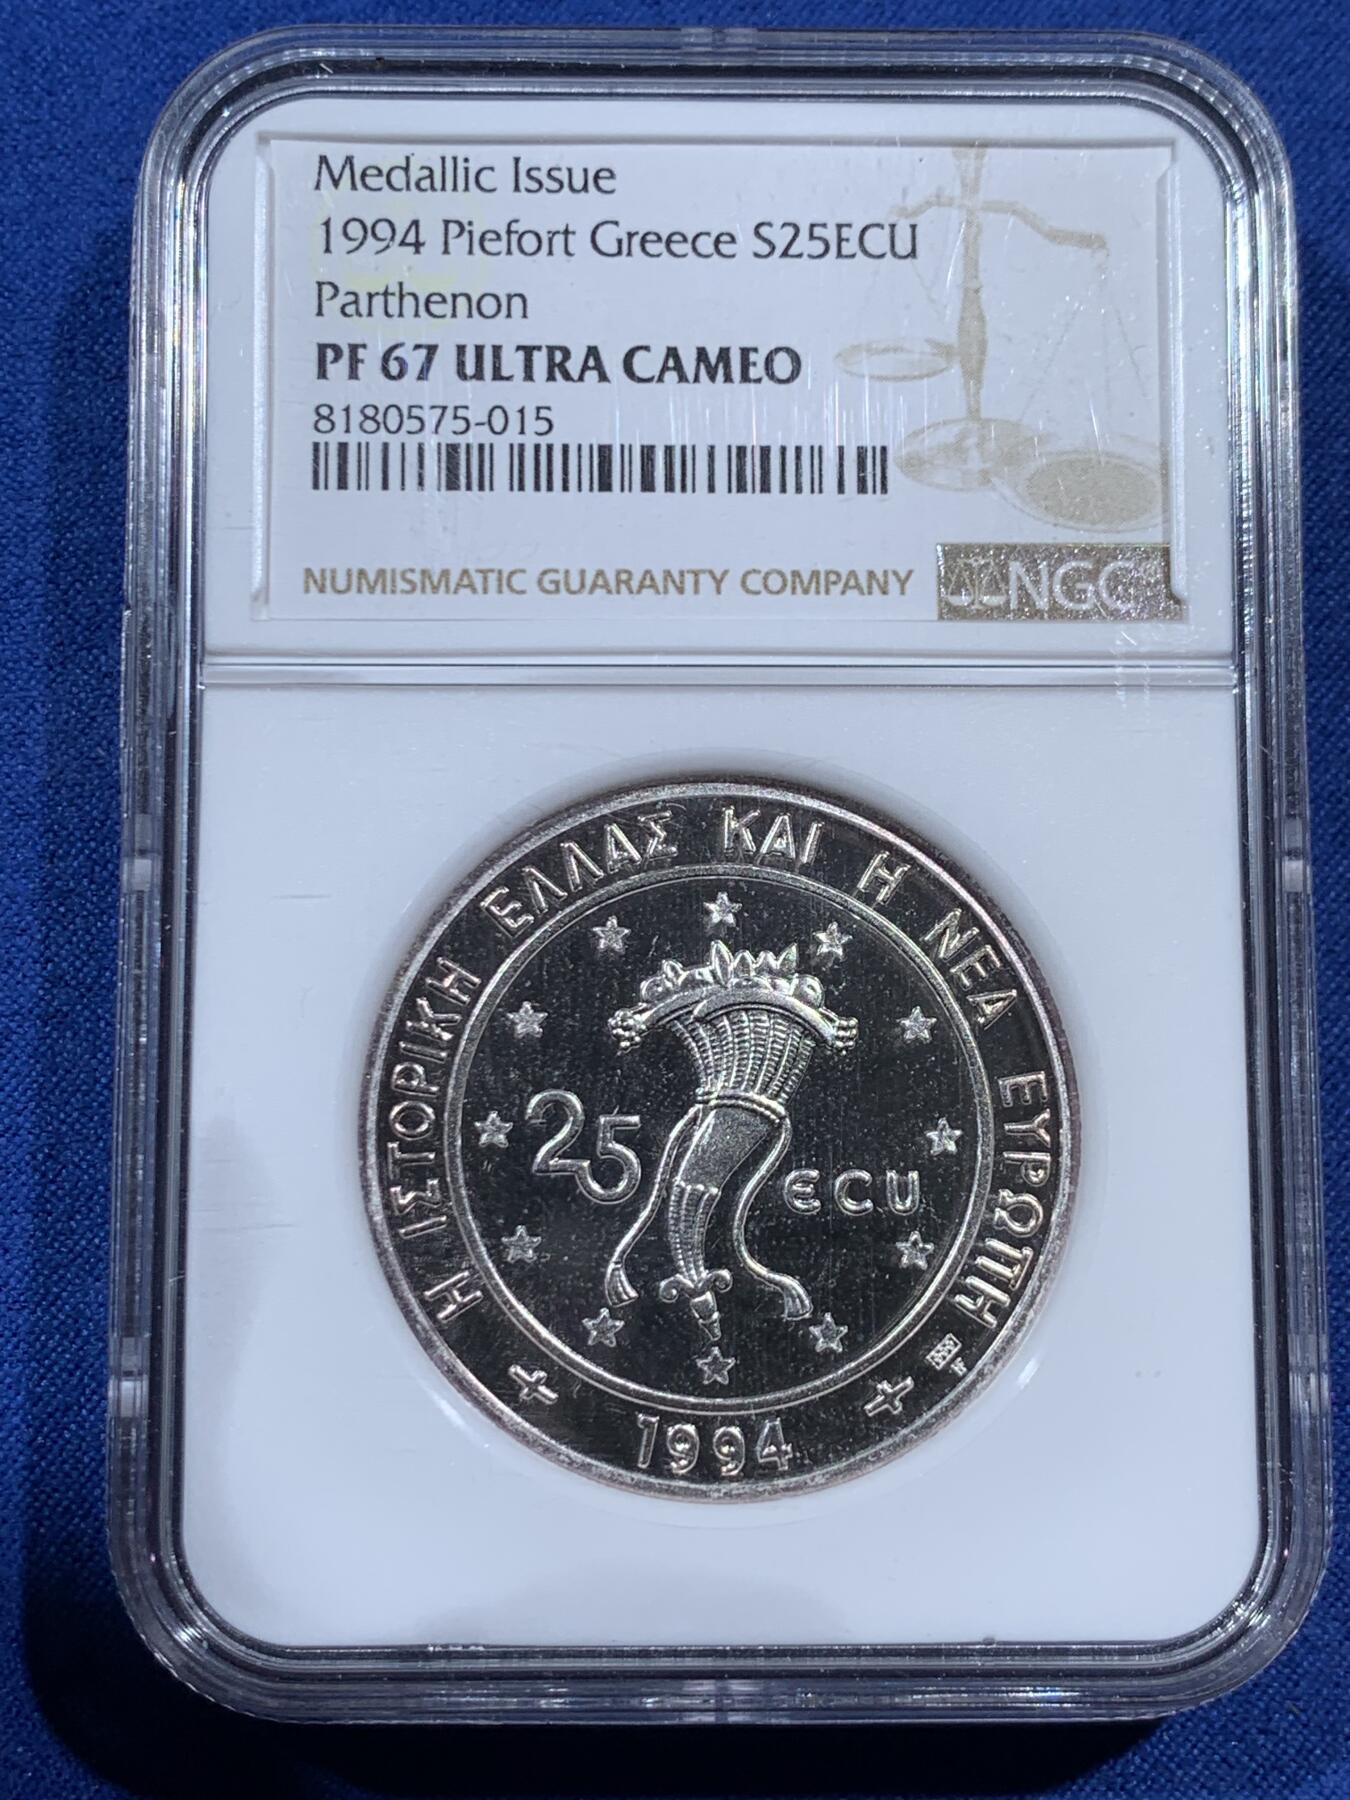 Medallic Issue
1994 Piefort Greece S25ECU
Parthenon
PF 67 ULTRA CAMEO
8180575-015
NUMISMATIC GUARANTY COMPANY
NGC
Η ΙΣΤΟΡΙΚΗ ΕΛΛΑΣ ΚΑΙ Η ΝΕΑ ΕΥΡΩΠΗ
25 ECU
1994